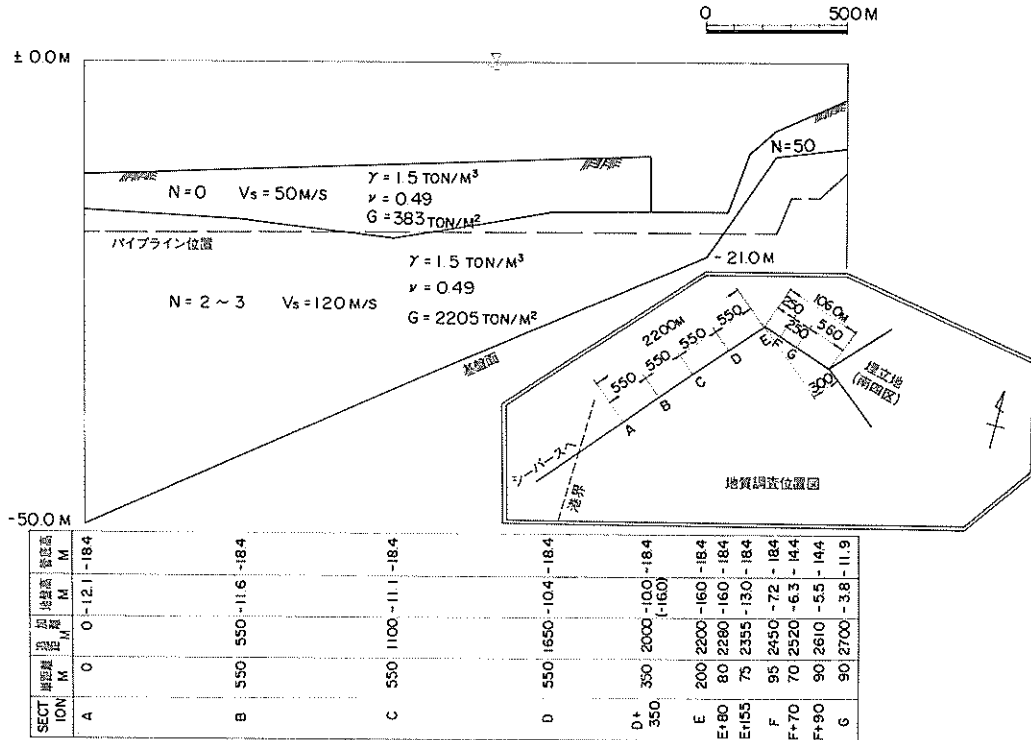 0 500M
± 0.0M
N=50
N=0 Vs=50M/S
γ=1.5 TON/M³
ν=0.49
G=383 TON/M²
パイプライン位置
-21.0M
γ=1.5 TON/M³
ν=0.49
N=2~3 Vs=120M/S
G=2205 TON/M²
基盤面
-50.0M
2200M
550 550 550 550
1060M
250 250 560
300
A B C D E F G
埋立地
(南四区)
シーバースへ
港界
地質調査位置図
管底高 M -18.4 -18.4 -18.4 -18.4 -18.4 -18.4 -18.4 -18.4 -18.4 -14.4 -14.4 -11.9
地盤高 M -12.1 -11.6 -11.1 -10.4 -10.0 (-16.0) -16.0 -16.0 -13.0 -7.2 -6.3 -5.5 -3.8
追加距離 M 0 550 1100 1650 2000 2200 2280 2355 2450 2520 2610 2700
単距離 M 0 550 550 550 350 200 80 75 95 70 90 90
SECTION A B C D D+350 E E+80 E+155 F F+70 F+90 G